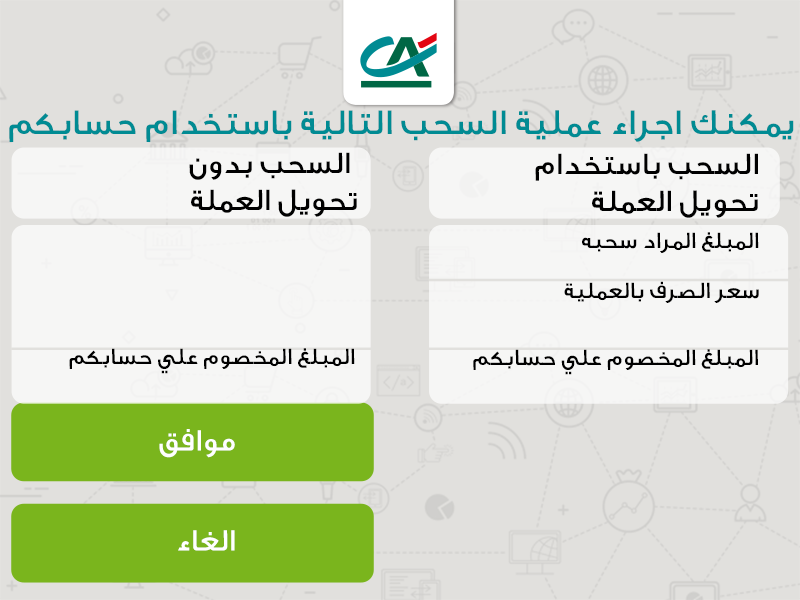 يمكنك اجراء عملية السحب التالية باستخدام حسابكم
السحب باستخدام
تحويل العملة
المبلغ المراد سحبه
سعر الصرف بالعملية
المبلغ المخصوم علي حسابكم
السحب بدون
تحويل العملة
المبلغ المخصوم علي حسابكم
موافق
الغاء